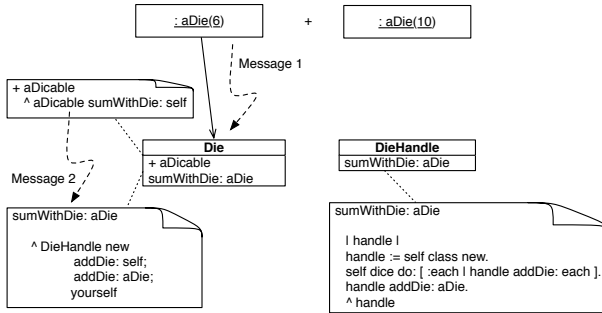 : aDie(6)
+
: aDie(10)
Message 1
+ aDicable
^ aDicable sumWithDie: self
Die
+ aDicable
sumWithDie: aDie
DieHandle
sumWithDie: aDie
Message 2
sumWithDie: aDie
^ DieHandle new
addDie: self;
addDie: aDie;
yourself
sumWithDie: aDie
| handle |
handle := self class new.
self dice do: [ :each | handle addDie: each ].
handle addDie: aDie.
^ handle